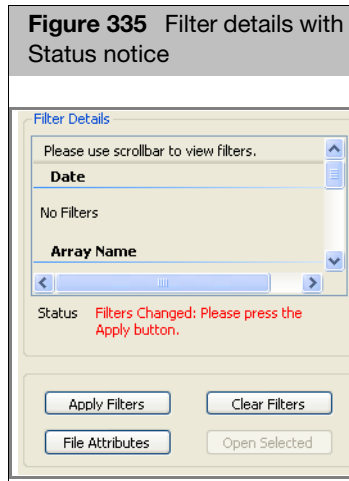 Figure 335 Filter details with
Status notice
Filter Details
Please use scrollbar to view filters.
Date
No Filters
Array Name
Status Filters Changed: Please press the
Apply button.
Apply Filters Clear Filters
File Attributes Open Selected